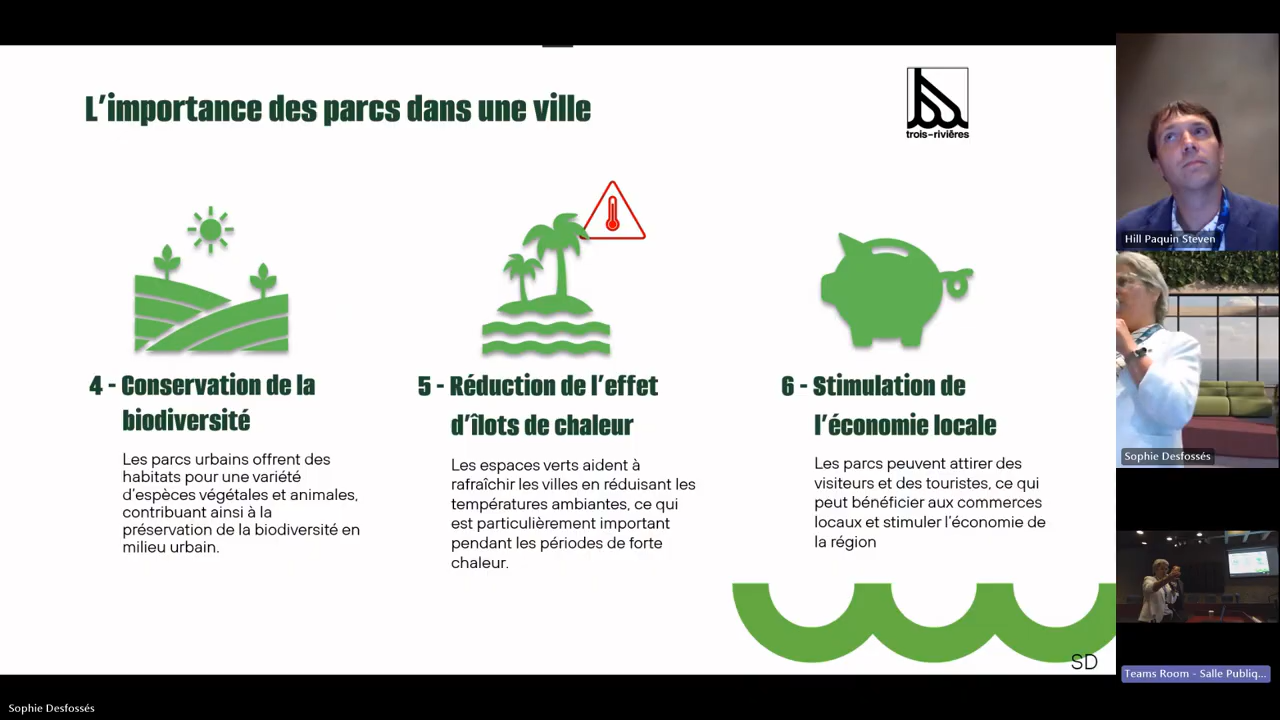 L'importance des parcs dans une ville
trois-rivières
4 - Conservation de la
biodiversité
Les parcs urbains offrent des
habitats pour une variété
d'espèces végétales et animales,
contribuant ainsi à la
préservation de la biodiversité en
milieu urbain.
5 - Réduction de l'effet
d'îlots de chaleur
Les espaces verts aident à
rafraîchir les villes en réduisant les
températures ambiantes, ce qui
est particulièrement important
pendant les périodes de forte
chaleur.
6 - Stimulation de
l'économie locale
Les parcs peuvent attirer des
visiteurs et des touristes, ce qui
peut bénéficier aux commerces
locaux et stimuler l'économie de
la région
SD
Hill Paquin Steven
Sophie Desfossés
Teams Room - Salle Publiq...
Sophie Desfossés